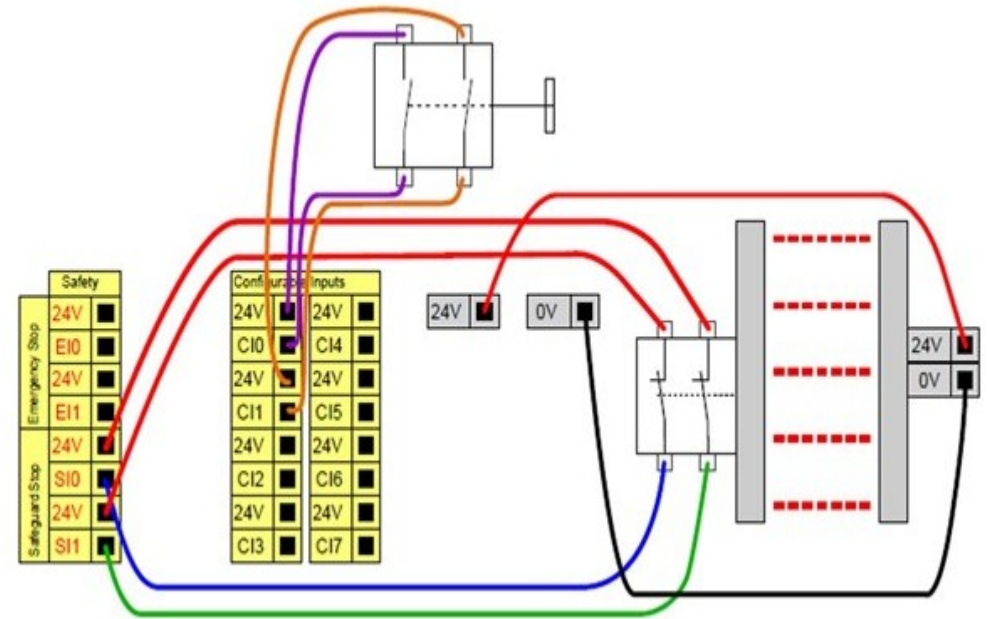 Safety
Emergency Stop
24V
EI0
24V
EI1
Safeguard Stop
24V
SI0
24V
SI1
Configurable Inputs
24V 24V
CI0 CI4
24V 24V
CI1 CI5
24V 24V
CI2 CI6
24V 24V
CI3 CI7
24V
0V
24V
0V